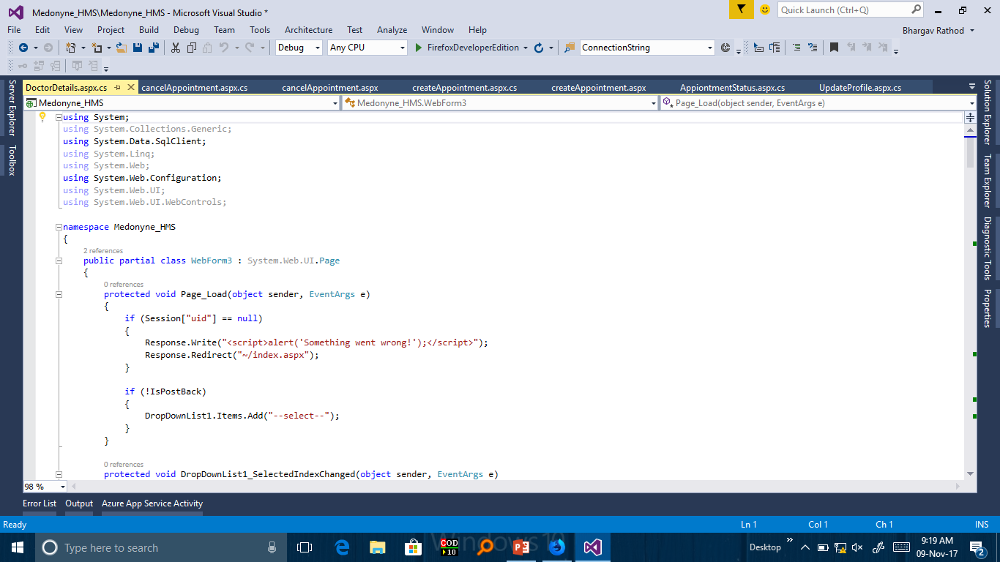 Medonyne_HMS\Medonyne_HMS - Microsoft Visual Studio *
Quick Launch (Ctrl+Q)
File Edit View Project Build Debug Team Tools Architecture Test Analyze Window Help
Bhargav Rathod
Debug Any CPU FirefoxDeveloperEdition ConnectionString
DoctorDetails.aspx.cs cancelAppointment.aspx.cs cancelAppointment.aspx createAppointment.aspx.cs createAppointment.aspx AppiontmentStatus.aspx.cs UpdateProfile.aspx.cs
Medonyne_HMS Medonyne_HMS.WebForm3 Page_Load(object sender, EventArgs e)
Server Explorer
Toolbox
using System;
using System.Collections.Generic;
using System.Data.SqlClient;
using System.Linq;
using System.Web;
using System.Web.Configuration;
using System.Web.UI;
using System.Web.UI.WebControls;
namespace Medonyne_HMS
{
2 references
public partial class WebForm3 : System.Web.UI.Page
{
0 references
protected void Page_Load(object sender, EventArgs e)
{
if (Session["uid"] == null)
{
Response.Write("<script>alert('Something went wrong!');</script>");
Response.Redirect("~/index.aspx");
}
if (!IsPostBack)
{
DropDownList1.Items.Add("--select--");
}
}
0 references
protected void DropDownList1_SelectedIndexChanged(object sender, EventArgs e)
98 %
Solution Explorer
Team Explorer
Diagnostic Tools
Properties
Error List Output Azure App Service Activity
Ready Ln 1 Col 1 Ch 1 INS
Type here to search
COD
10
Windows 10
Desktop
9:19 AM
09-Nov-17
2